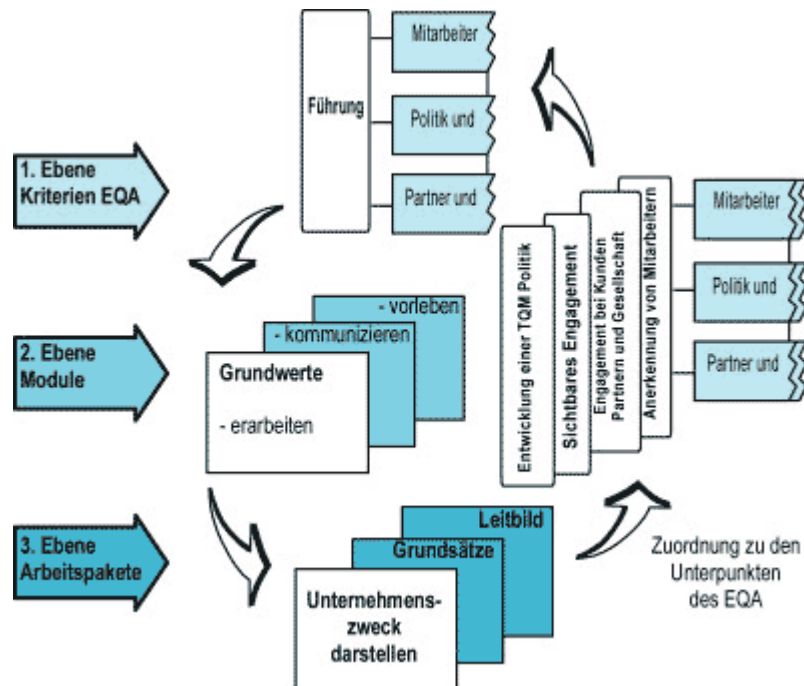 Führung
Mitarbeiter
Politik und
Partner und
1. Ebene
Kriterien EQA
Entwicklung einer TQM Politik
Sichtbares Engagement
Engagement bei Kunden
Partnern und Gesellschaft
Anerkennung von Mitarbeitern
Mitarbeiter
Politik und
Partner und
2. Ebene
Module
- vorleben
- kommunizieren
Grundwerte
- erarbeiten
3. Ebene
Arbeitspakete
Leitbild
Grundsätze
Unternehmens-
zweck
darstellen
Zuordnung zu den
Unterpunkten
des EQA